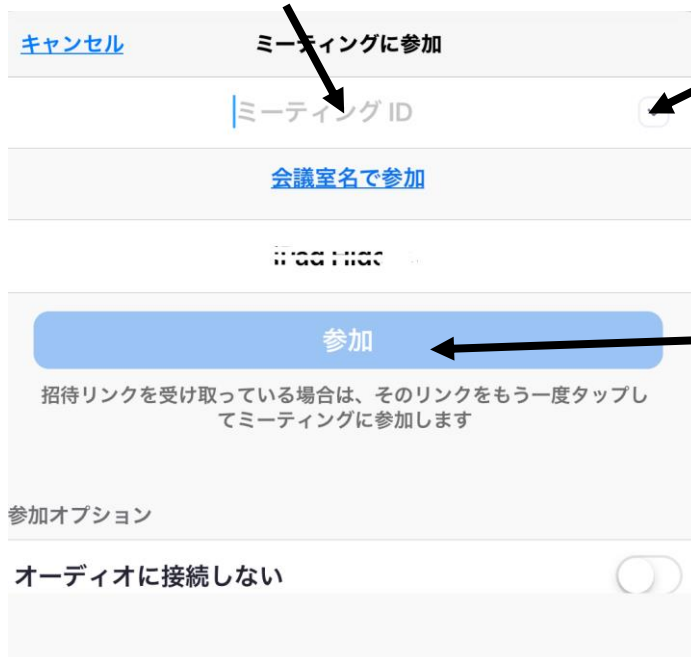 キャンセル ミーティングに参加
ミーティング ID
会議室名で参加
参加
招待リンクを受け取っている場合は、そのリンクをもう一度タップし
てミーティングに参加します
参加オプション
オーディオに接続しない